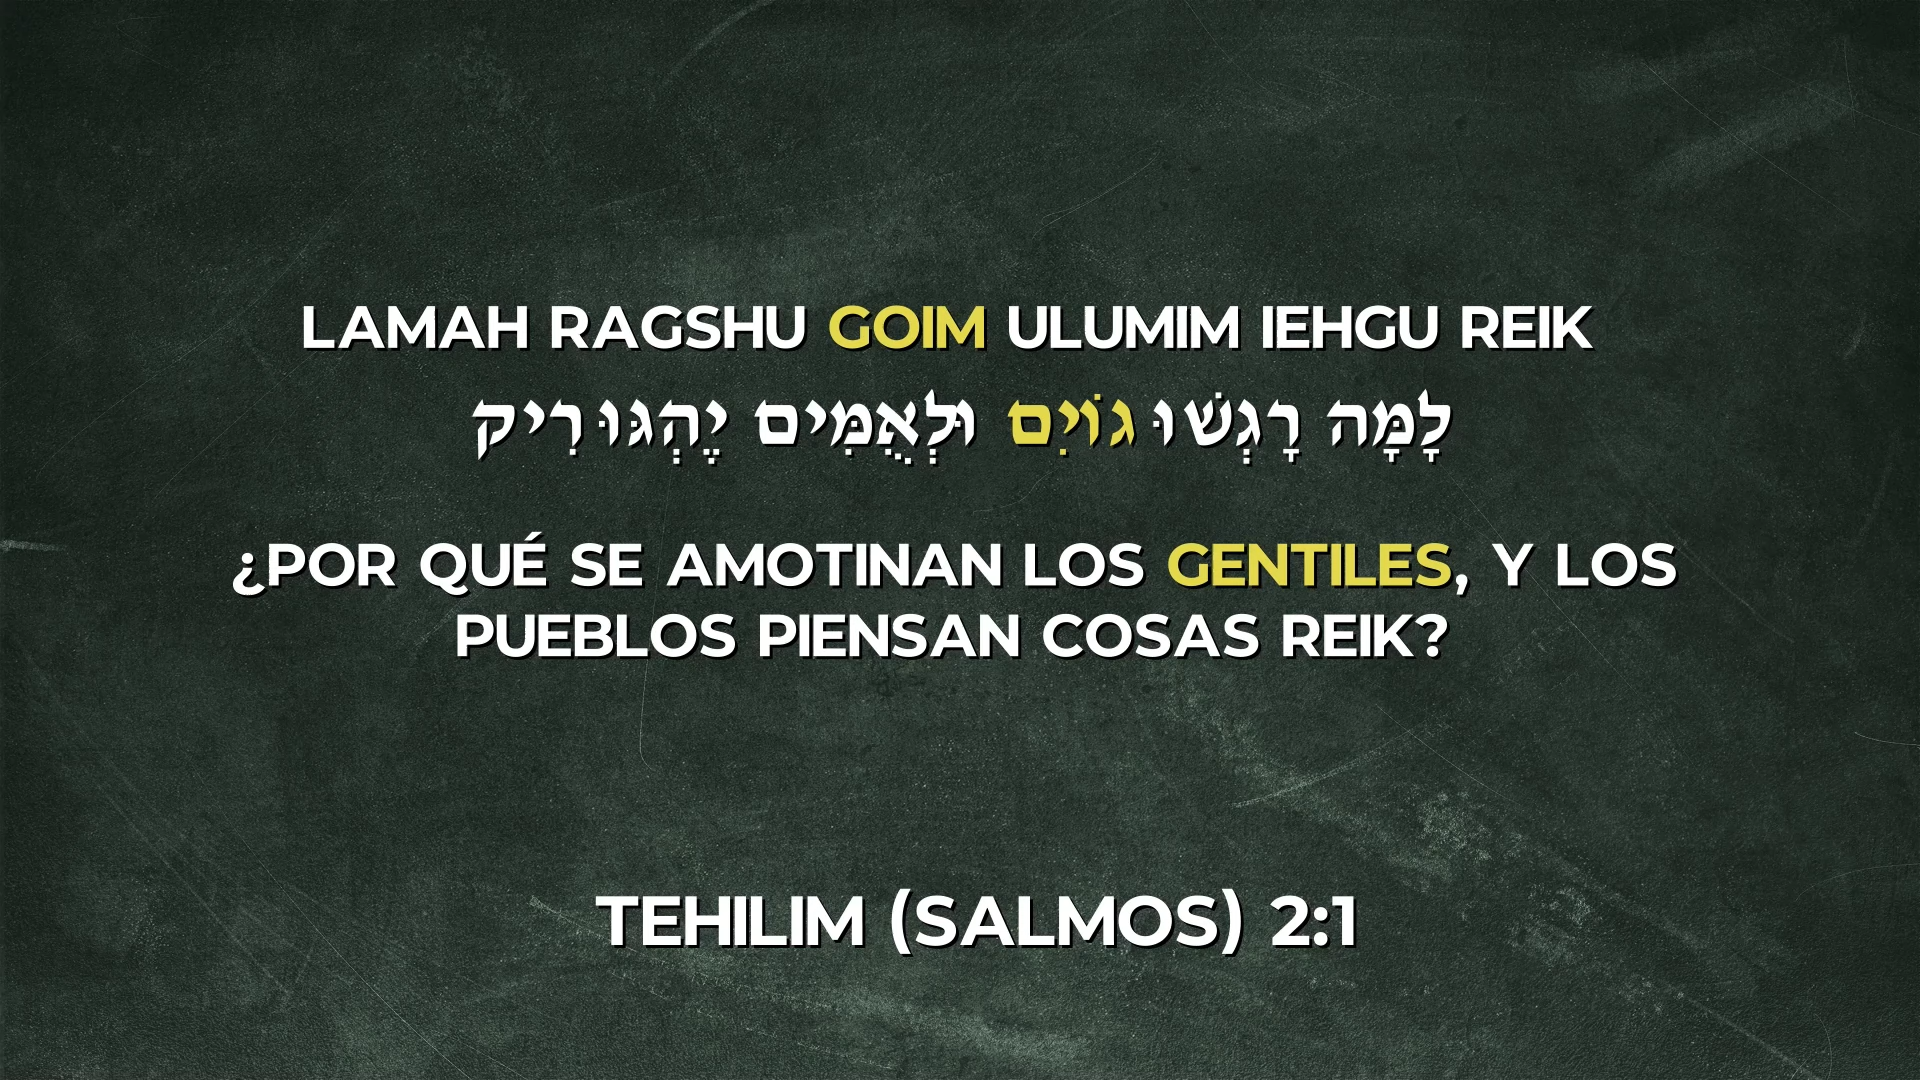 LAMAH RAGSHU GOIM ULUMIM IEHGU REIK
לָמָּה רָגְשׁוּ גוֹיִם וּלְאֻמִּים יֶהְגּוּ רִיק
¿POR QUÉ SE AMOTINAN LOS GENTILES, Y LOS
PUEBLOS PIENSAN COSAS REIK?
TEHILIM (SALMOS) 2:1